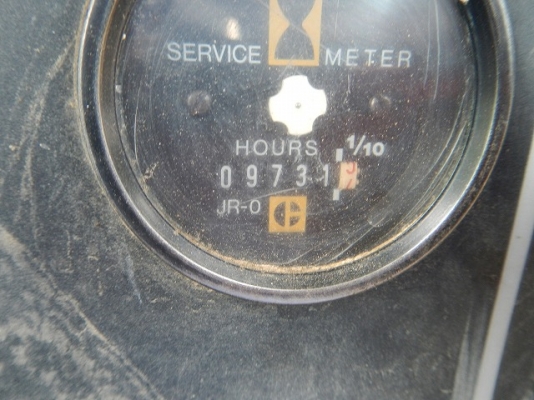 SERVICE METER
HOURS 1/10
09731
JR-0